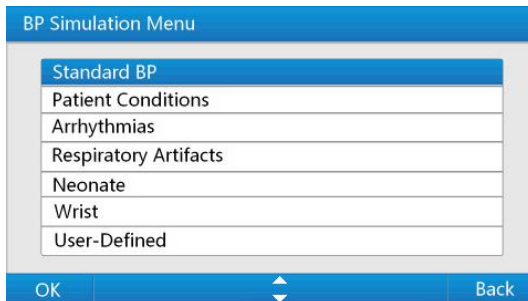 BP Simulation Menu
Standard BP
Patient Conditions
Arrhythmias
Respiratory Artifacts
Neonate
Wrist
User-Defined
OK Back